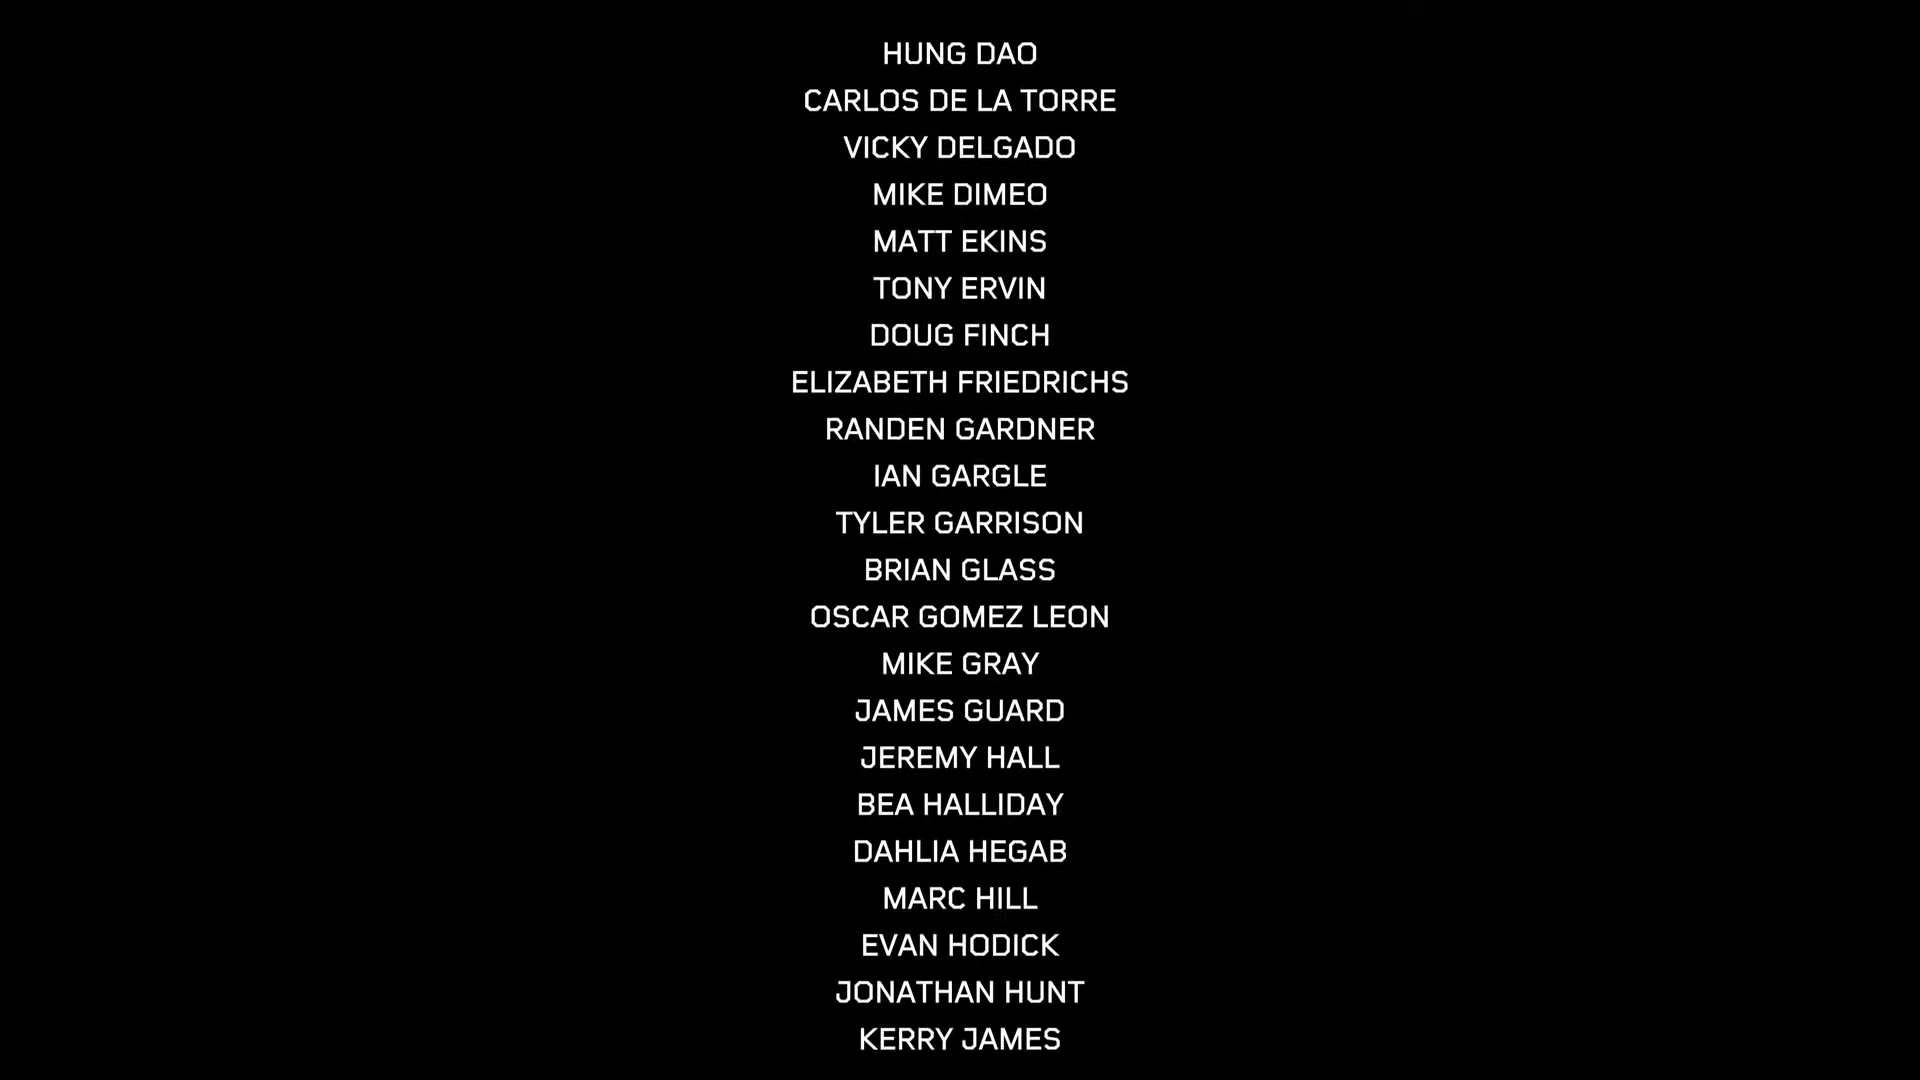 HUNG DAO
CARLOS DE LA TORRE
VICKY DELGADO
MIKE DIMEO
MATT EKINS
TONY ERVIN
DOUG FINCH
ELIZABETH FRIEDRICHS
RANDEN GARDNER
IAN GARGLE
TYLER GARRISON
BRIAN GLASS
OSCAR GOMEZ LEON
MIKE GRAY
JAMES GUARD
JEREMY HALL
BEA HALLIDAY
DAHLIA HEGAB
MARC HILL
EVAN HODICK
JONATHAN HUNT
KERRY JAMES